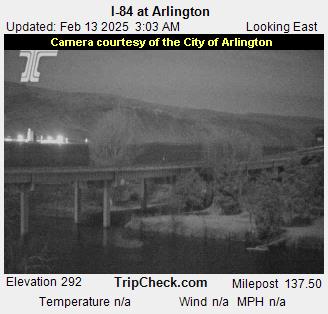 I-84 at Arlington
Updated: Feb 13 2025  3:03 AM Looking East
Camera courtesy of the City of Arlington
Elevation 292 TripCheck.com Milepost 137.50
Temperature n/a Wind n/a MPH n/a